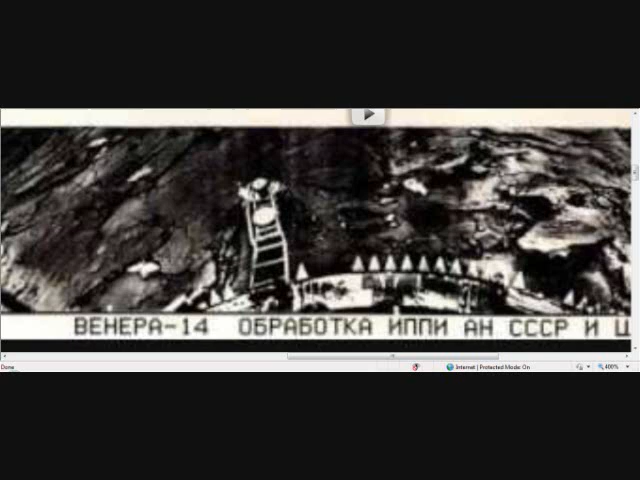 ВЕНЕРА-14 ОБРАБОТКА ИППИ АН СССР И Ц
Done
Internet | Protected Mode: On
400%